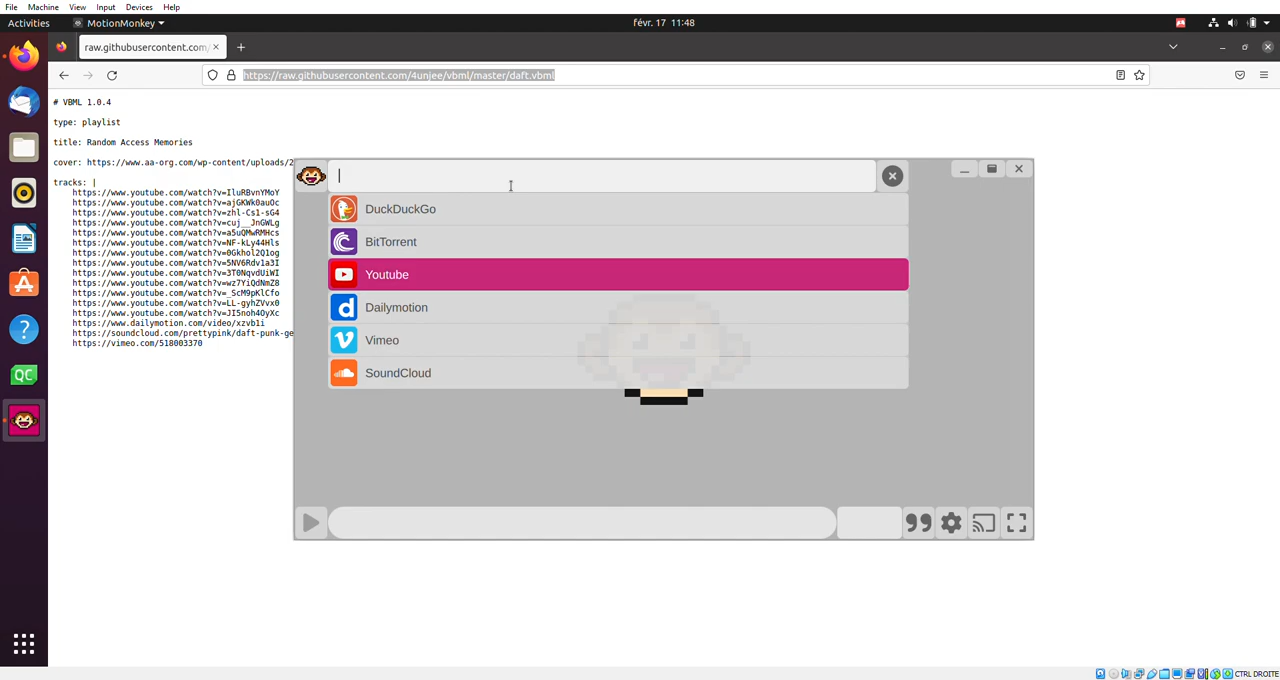 File Machine View Input Devices Help
Activities MotionMonkey févr. 17 11:48
raw.githubusercontent.com/
https://raw.githubusercontent.com/4unjee/vbml/master/daft.vbml
# VBML 1.0.4
type: playlist
title: Random Access Memories
cover: https://www.aa-org.com/wp-content/uploads/2
tracks: |
https://www.youtube.com/watch?v=IluRBvnYMoY
https://www.youtube.com/watch?v=ajGKWk0auOc
https://www.youtube.com/watch?v=zhl-Cs1-sG4
https://www.youtube.com/watch?v=cuj__JnGWLg
https://www.youtube.com/watch?v=a5uQMwRMHcs
https://www.youtube.com/watch?v=NF-kLy44Hls
https://www.youtube.com/watch?v=0Gkhol2Q1og
https://www.youtube.com/watch?v=5NV6Rdv1a3I
https://www.youtube.com/watch?v=3T0NqvdUiWI
https://www.youtube.com/watch?v=wz7YiQdNmZ8
https://www.youtube.com/watch?v=_ScM9pKlCfo
https://www.youtube.com/watch?v=LL-gyhZVvx0
https://www.youtube.com/watch?v=JI5noh4OyXc
https://www.dailymotion.com/video/xzvb1i
https://soundcloud.com/prettypink/daft-punk-ge
https://vimeo.com/518003370
DuckDuckGo
BitTorrent
Youtube
Dailymotion
Vimeo
SoundCloud
QC
CTRL DROITE